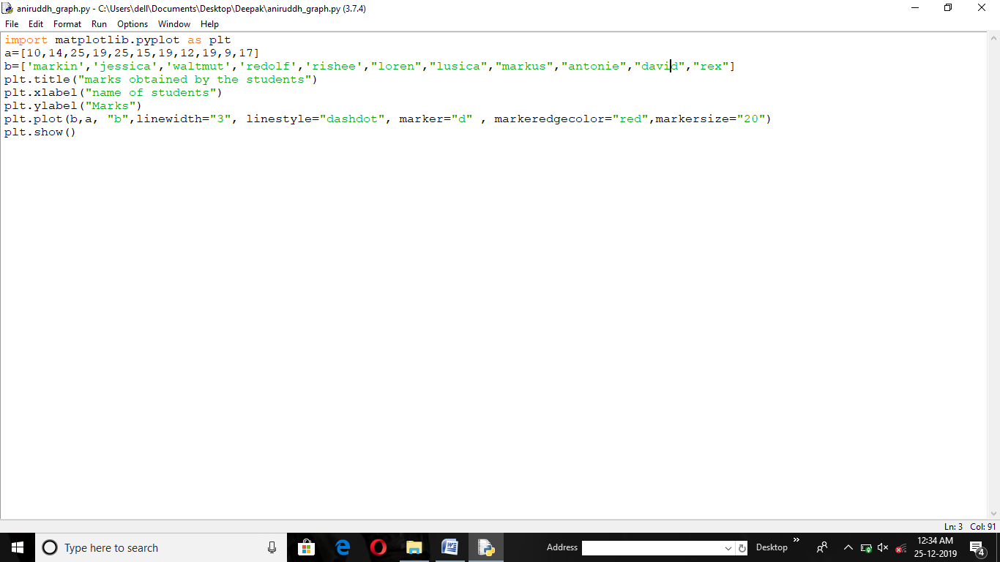 aniruddh_graph.py - C:\Users\dell\Documents\Desktop\Deepak\aniruddh_graph.py (3.7.4)
File Edit Format Run Options Window Help
import matplotlib.pyplot as plt
a=[10,14,25,19,25,15,19,12,19,9,17]
b=['markin','jessica','waltmut','redolf','rishee',"loren","lusica","markus","antonie","david","rex"]
plt.title("marks obtained by the students")
plt.xlabel("name of students")
plt.ylabel("Marks")
plt.plot(b,a, "b",linewidth="3", linestyle="dashdot", marker="d" , markeredgecolor="red",markersize="20")
plt.show()
Ln: 3 Col: 91
Type here to search
Address
Desktop
12:34 AM
25-12-2019
4